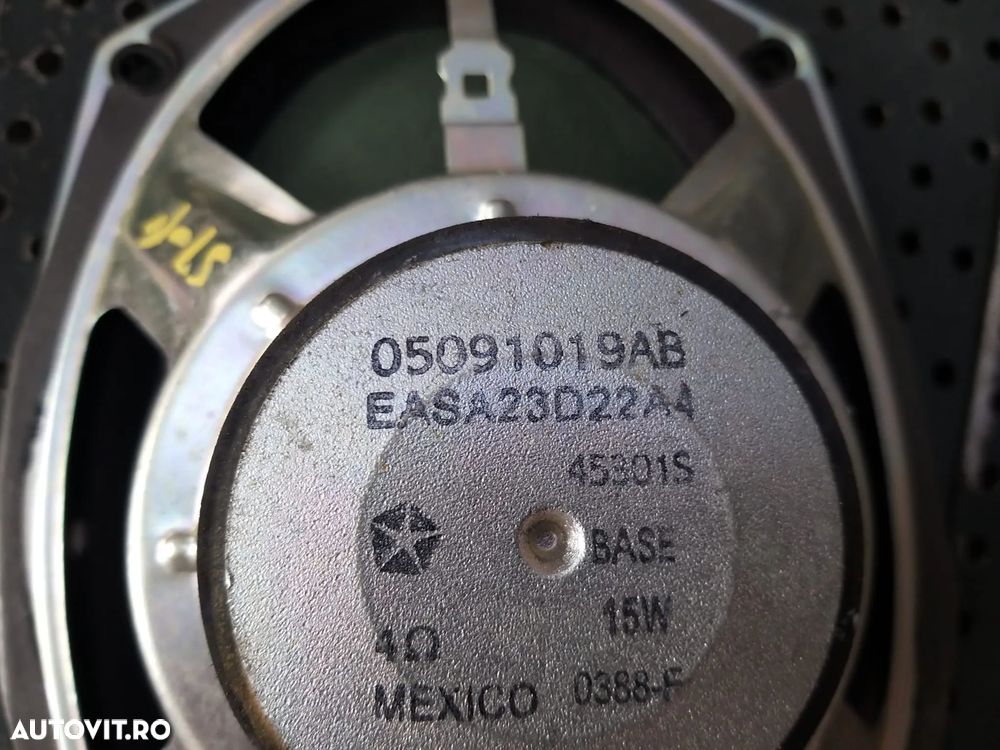 05091019AB
EASA23D22A4
45301S
BASE
15W
4Ω
MEXICO 0388-F
AUTOVIT.RO